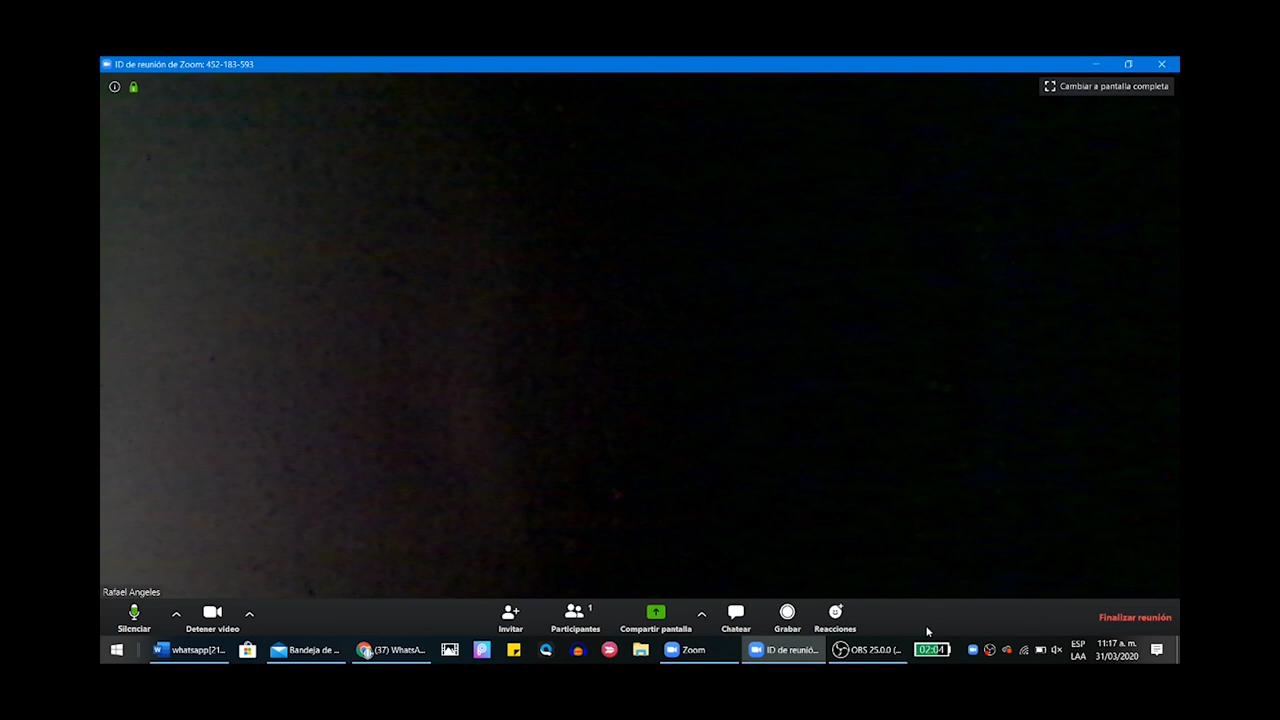 ID de reunión de Zoom: 452-183-593
Cambiar a pantalla completa
Rafael Angeles
Silenciar
Detener video
Invitar
Participantes
1
Compartir pantalla
Chatear
Grabar
Reacciones
Finalizar reunión
whatsapp[21...
Bandeja de ...
(37) WhatsA...
Zoom
ID de reunió...
OBS 25.0.0 (...
02:04
ESP
LAA
11:17 a. m.
31/03/2020